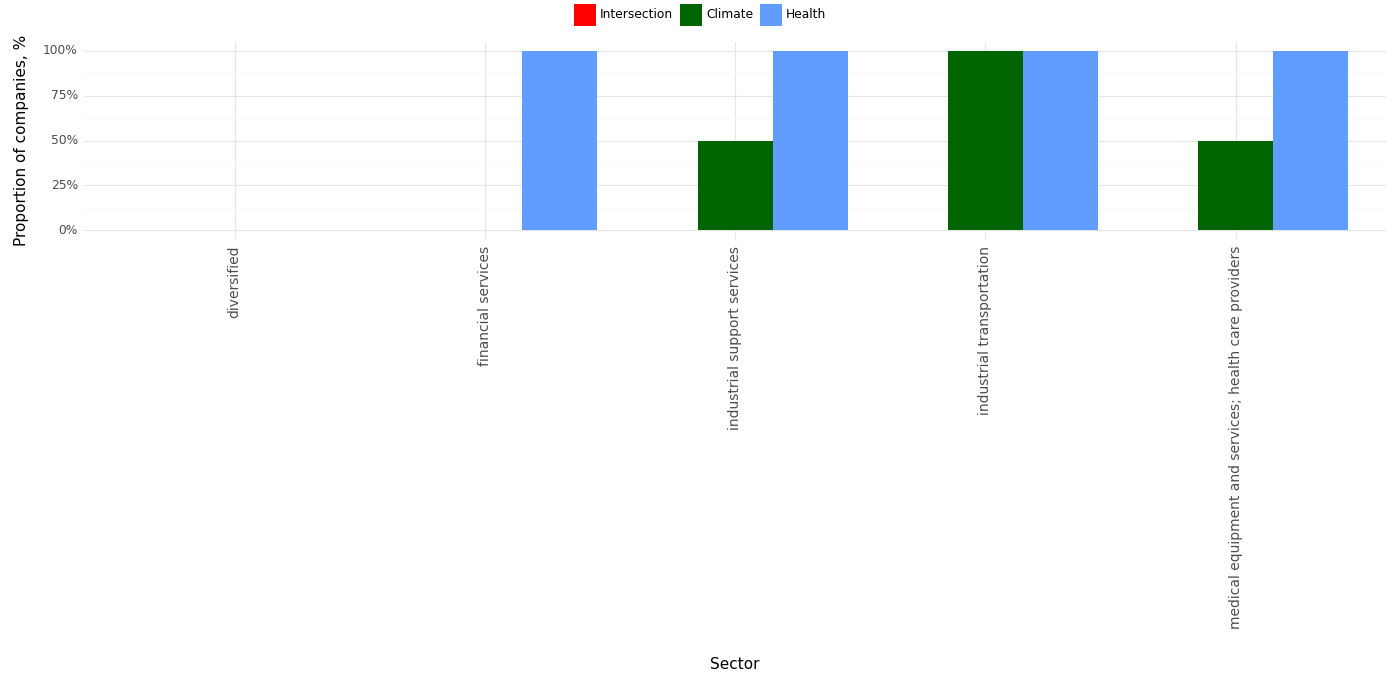 Intersection Climate Health
Proportion of companies, %
100%
75%
50%
25%
0%
diversified
financial services
industrial support services
industrial transportation
medical equipment and services; health care providers
Sector